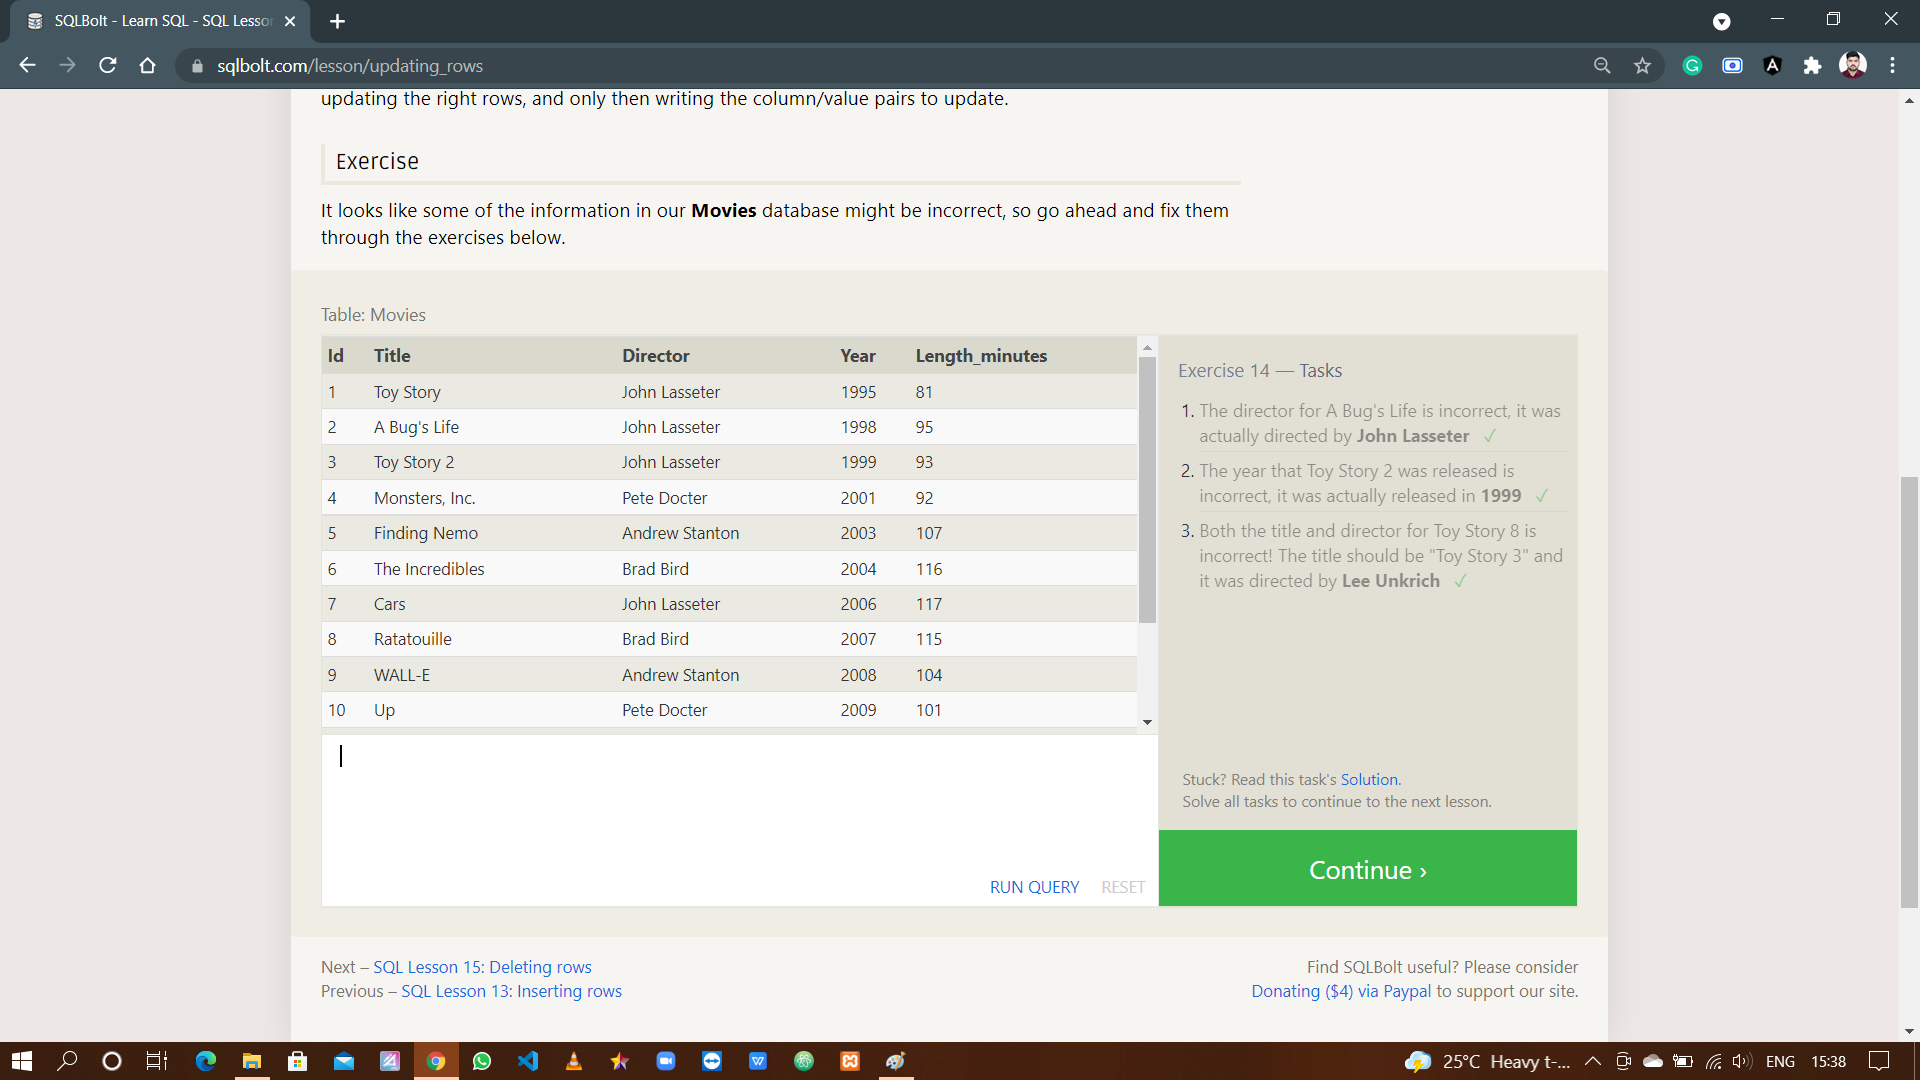 SQLBolt - Learn SQL - SQL Lesso
sqlbolt.com/lesson/updating_rows
updating the right rows, and only then writing the column/value pairs to update.
Exercise
It looks like some of the information in our Movies database might be incorrect, so go ahead and fix them
through the exercises below.
Table: Movies
Id Title Director Year Length_minutes
1 Toy Story John Lasseter 1995 81
2 A Bug's Life John Lasseter 1998 95
3 Toy Story 2 John Lasseter 1999 93
4 Monsters, Inc. Pete Docter 2001 92
5 Finding Nemo Andrew Stanton 2003 107
6 The Incredibles Brad Bird 2004 116
7 Cars John Lasseter 2006 117
8 Ratatouille Brad Bird 2007 115
9 WALL-E Andrew Stanton 2008 104
10 Up Pete Docter 2009 101
RUN QUERY RESET
Exercise 14 — Tasks
1. The director for A Bug's Life is incorrect, it was
actually directed by John Lasseter ✓
2. The year that Toy Story 2 was released is
incorrect, it was actually released in 1999 ✓
3. Both the title and director for Toy Story 8 is
incorrect! The title should be "Toy Story 3" and
it was directed by Lee Unkrich ✓
Stuck? Read this task's Solution.
Solve all tasks to continue to the next lesson.
Continue ›
Next – SQL Lesson 15: Deleting rows
Previous – SQL Lesson 13: Inserting rows
Find SQLBolt useful? Please consider
Donating ($4) via Paypal to support our site.
25°C Heavy t-... ENG 15:38